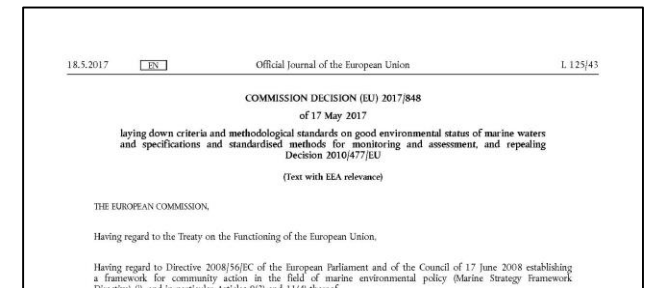 18.5.2017 EN Official Journal of the European Union L 125/43
COMMISSION DECISION (EU) 2017/848
of 17 May 2017
laying down criteria and methodological standards on good environmental status of marine waters
and specifications and standardised methods for monitoring and assessment, and repealing
Decision 2010/477/EU
(Text with EEA relevance)
THE EUROPEAN COMMISSION,
Having regard to the Treaty on the Functioning of the European Union,
Having regard to Directive 2008/56/EC of the European Parliament and of the Council of 17 June 2008 establishing
a framework for community action in the field of marine environmental policy (Marine Strategy Framework